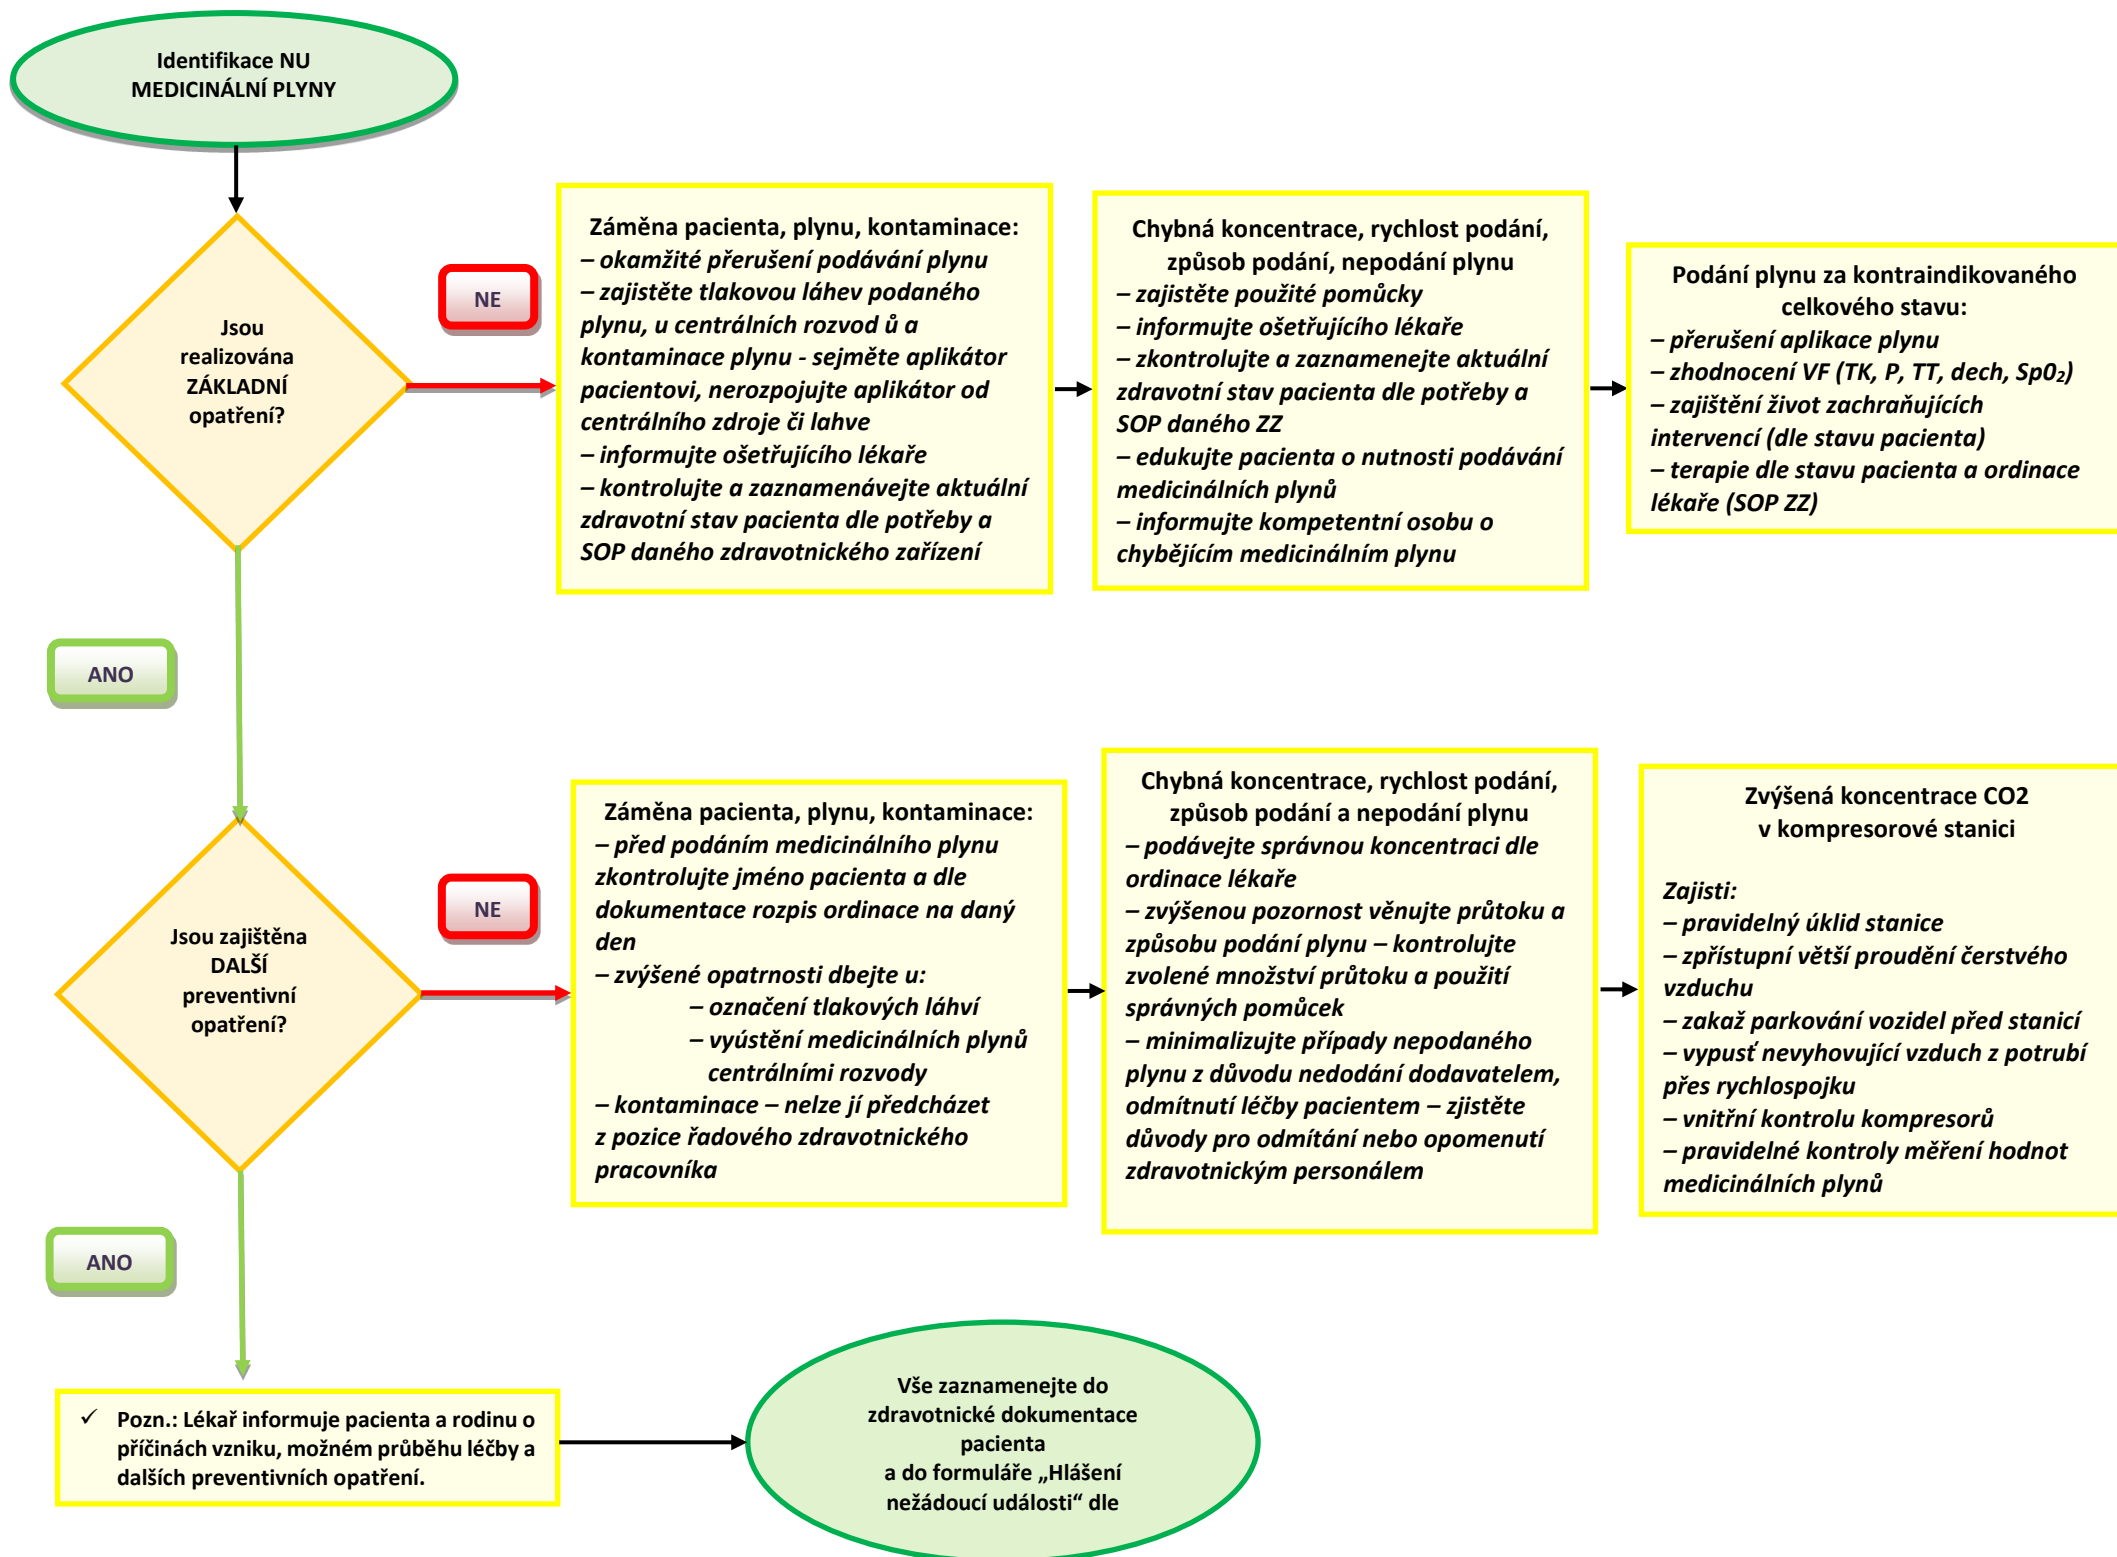 Identifikace NU
MEDICINÁLNÍ PLYNY
Jsou
realizována
ZÁKLADNÍ
opatření?
NE
Záměna pacienta, plynu, kontaminace:
– okamžité přerušení podávání plynu
– zajistěte tlakovou láhev podaného
plynu, u centrálních rozvod ů a
kontaminace plynu - sejměte aplikátor
pacientovi, nerozpojujte aplikátor od
centrálního zdroje či lahve
– informujte ošetřujícího lékaře
– kontrolujte a zaznamenávejte aktuální
zdravotní stav pacienta dle potřeby a
SOP daného zdravotnického zařízení
Chybná koncentrace, rychlost podání,
způsob podání, nepodání plynu
– zajistěte použité pomůcky
– informujte ošetřujícího lékaře
– zkontrolujte a zaznamenejte aktuální
zdravotní stav pacienta dle potřeby a
SOP daného ZZ
– edukujte pacienta o nutnosti podávání
medicinálních plynů
– informujte kompetentní osobu o
chybějícím medicinálním plynu
Podání plynu za kontraindikovaného
celkového stavu:
– přerušení aplikace plynu
– zhodnocení VF (TK, P, TT, dech, Sp0₂)
– zajištění život zachraňujících
intervencí (dle stavu pacienta)
– terapie dle stavu pacienta a ordinace
lékaře (SOP ZZ)
ANO
Jsou zajištěna
DALŠÍ
preventivní
opatření?
NE
Záměna pacienta, plynu, kontaminace:
– před podáním medicinálního plynu
zkontrolujte jméno pacienta a dle
dokumentace rozpis ordinace na daný
den
– zvýšené opatrnosti dbejte u:
– označení tlakových láhví
– vyústění medicinálních plynů
centrálními rozvody
– kontaminace – nelze jí předcházet
z pozice řadového zdravotnického
pracovníka
Chybná koncentrace, rychlost podání,
způsob podání a nepodání plynu
– podávejte správnou koncentraci dle
ordinace lékaře
– zvýšenou pozornost věnujte průtoku a
způsobu podání plynu – kontrolujte
zvolené množství průtoku a použití
správných pomůcek
– minimalizujte případy nepodaného
plynu z důvodu nedodání dodavatelem,
odmítnutí léčby pacientem – zjistěte
důvody pro odmítání nebo opomenutí
zdravotnickým personálem
Zvýšená koncentrace CO2
v kompresorové stanici
Zajisti:
– pravidelný úklid stanice
– zpřístupní větší proudění čerstvého
vzduchu
– zakaž parkování vozidel před stanicí
– vypusť nevyhovující vzduch z potrubí
přes rychlospojku
– vnitřní kontrolu kompresorů
– pravidelné kontroly měření hodnot
medicinálních plynů
ANO
✓ Pozn.: Lékař informuje pacienta a rodinu o
příčinách vzniku, možném průběhu léčby a
dalších preventivních opatření.
Vše zaznamenejte do
zdravotnické dokumentace
pacienta
a do formuláře „Hlášení
nežádoucí události“ dle